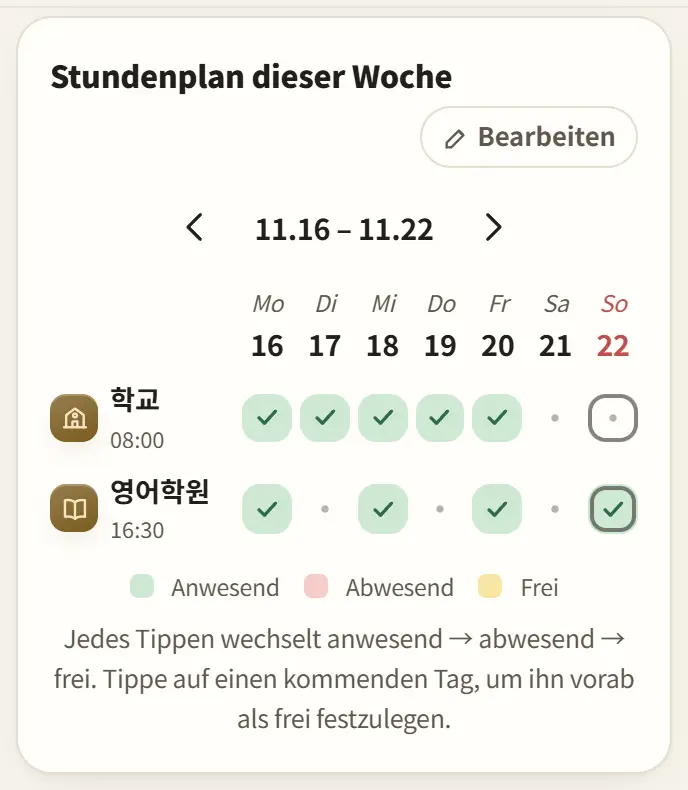 Stundenplan dieser Woche
Bearbeiten
11.16 – 11.22
Mo Di Mi Do Fr Sa So
16 17 18 19 20 21 22
학교
08:00
영어학원
16:30
Anwesend Abwesend Frei
Jedes Tippen wechselt anwesend → abwesend →
frei. Tippe auf einen kommenden Tag, um ihn vorab
als frei festzulegen.